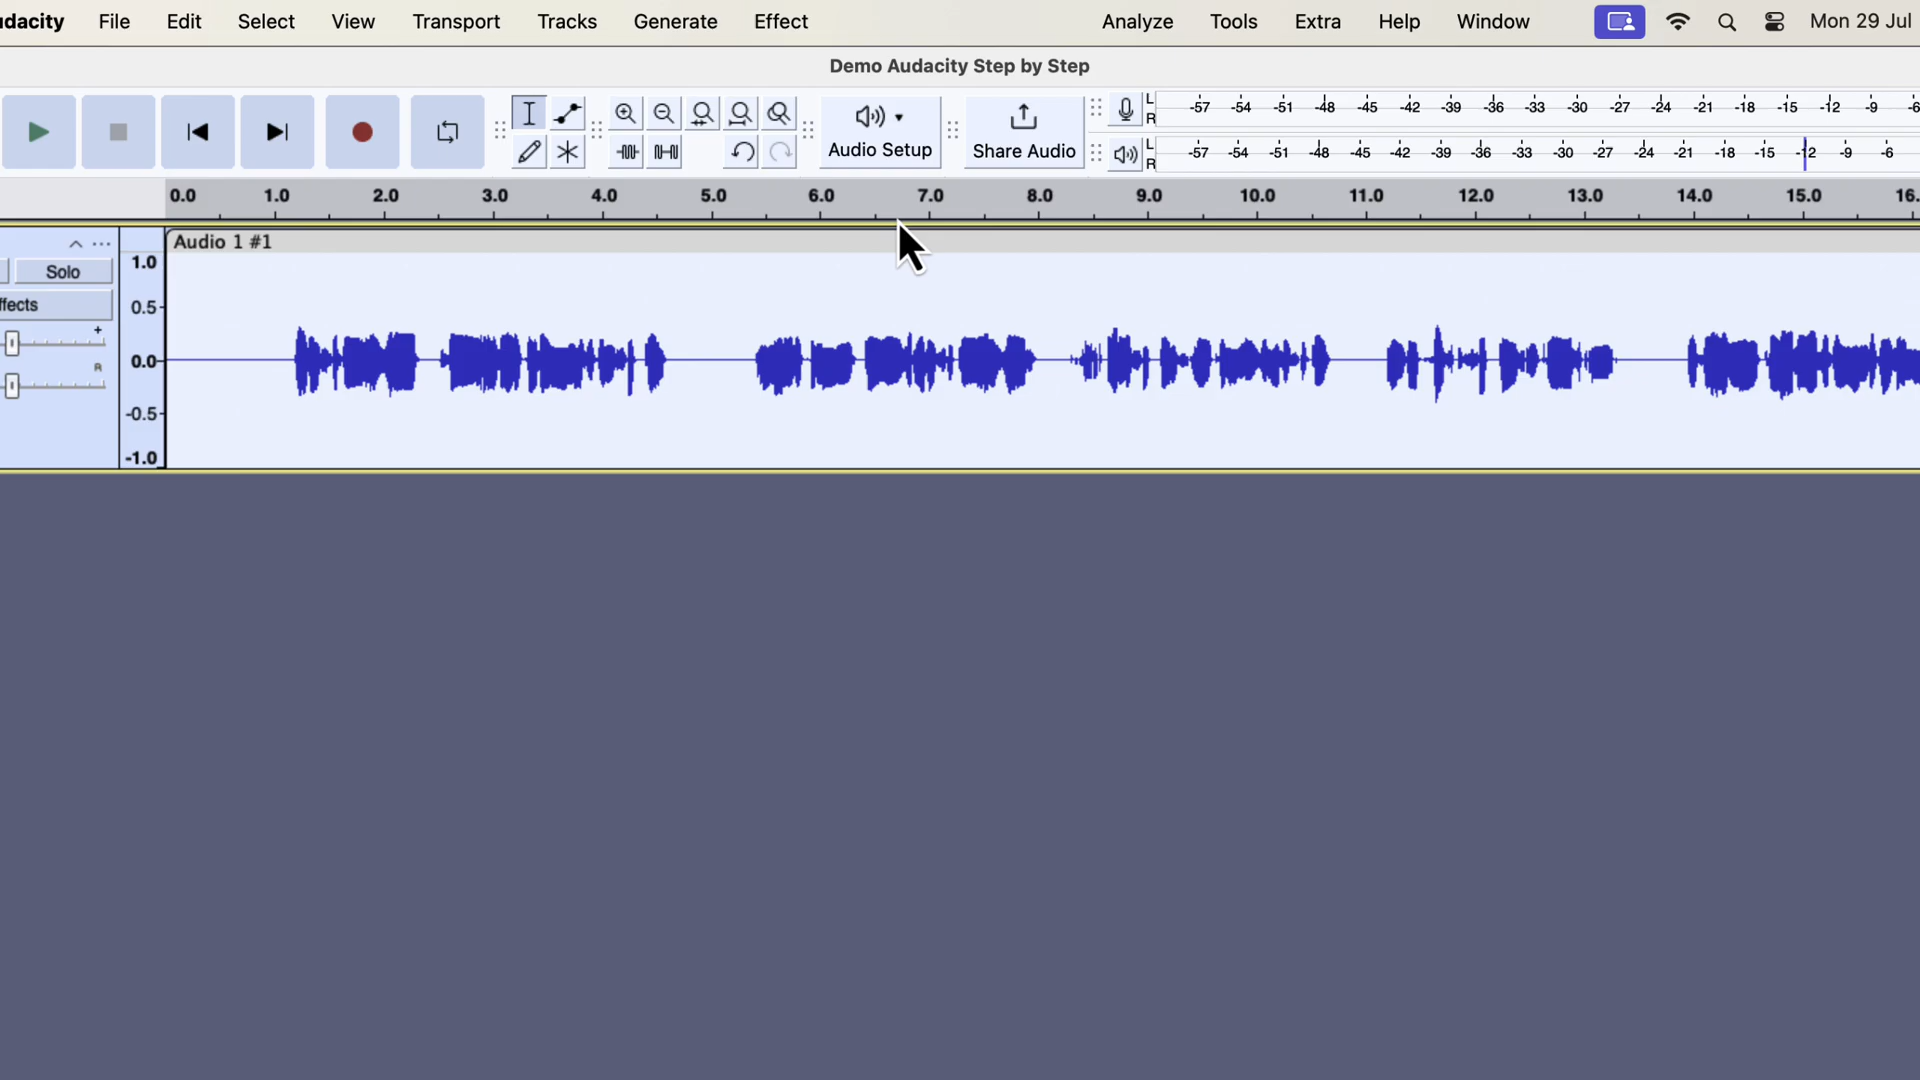 udacity File Edit Select View Transport Tracks Generate Effect Analyze Tools Extra Help Window Mon 29 Jul
Demo Audacity Step by Step
L -57 -54 -51 -48 -45 -42 -39 -36 -33 -30 -27 -24 -21 -18 -15 -12 -9 -6
R
Audio Setup Share Audio
L -57 -54 -51 -48 -45 -42 -39 -36 -33 -30 -27 -24 -21 -18 -15 -12 -9 -6
R
0.0 1.0 2.0 3.0 4.0 5.0 6.0 7.0 8.0 9.0 10.0 11.0 12.0 13.0 14.0 15.0 16.
Audio 1 #1
1.0
Solo
ffects 0.5
+
0.0
R
-0.5
-1.0